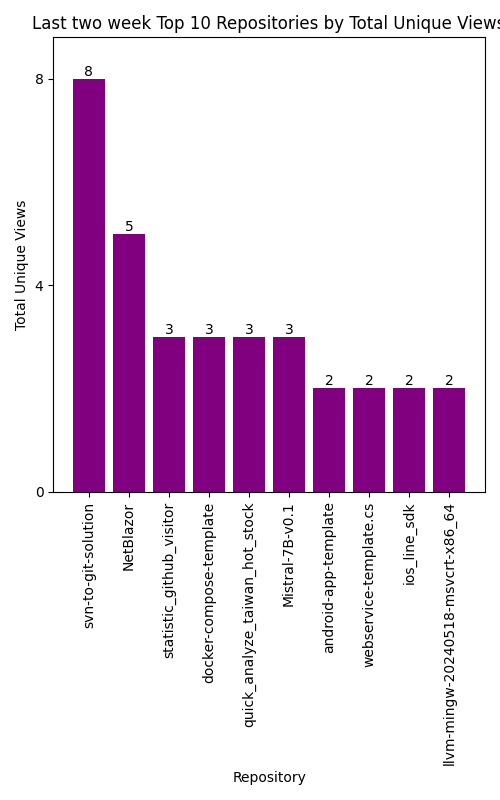 Last two week Top 10 Repositories by Total Unique Views
Total Unique Views
8
4
0
8
5
3
3
3
3
2
2
2
2
svn-to-git-solution
NetBlazor
statistic_github_visitor
docker-compose-template
quick_analyze_taiwan_hot_stock
Mistral-7B-v0.1
android-app-template
webservice-template.cs
ios_line_sdk
llvm-mingw-20240518-msvcrt-x86_64
Repository